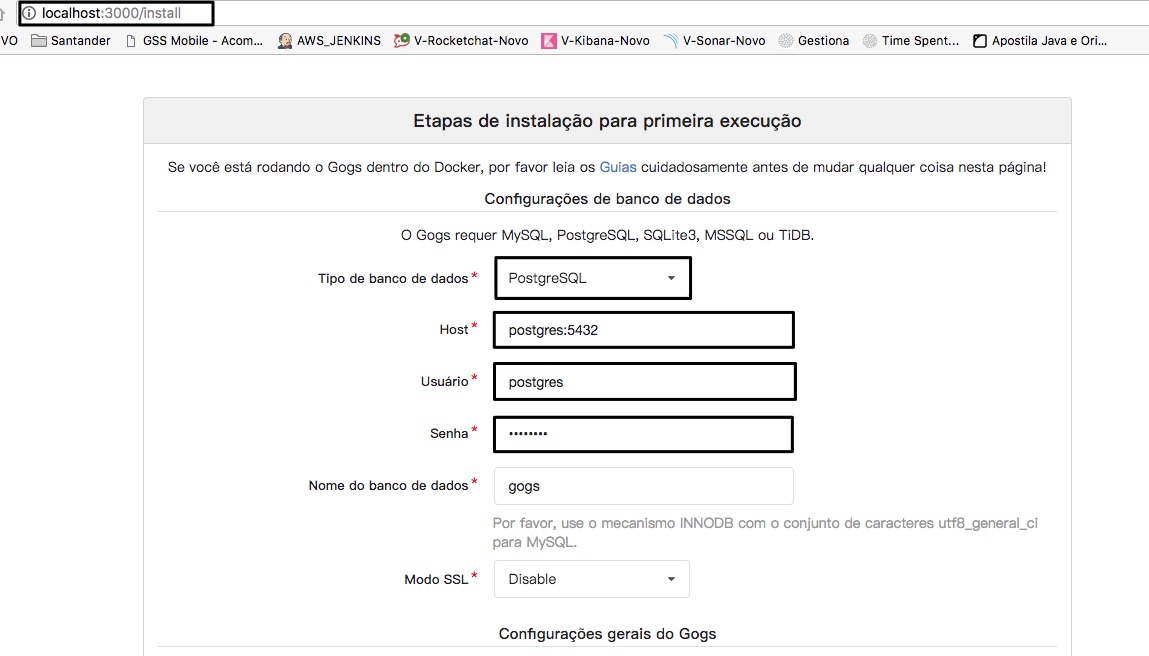 localhost:3000/install
VO Santander GSS Mobile - Acom... AWS_JENKINS V-Rocketchat-Novo V-Kibana-Novo V-Sonar-Novo Gestiona Time Spent... Apostila Java e Ori...
Etapas de instalação para primeira execução
Se você está rodando o Gogs dentro do Docker, por favor leia os Guias cuidadosamente antes de mudar qualquer coisa nesta página!
Configurações de banco de dados
O Gogs requer MySQL, PostgreSQL, SQLite3, MSSQL ou TiDB.
Tipo de banco de dados* PostgreSQL
Host* postgres:5432
Usuário* postgres
Senha* ••••••••
Nome do banco de dados* gogs
Por favor, use o mecanismo INNODB com o conjunto de caracteres utf8_general_ci
para MySQL.
Modo SSL* Disable
Configurações gerais do Gogs